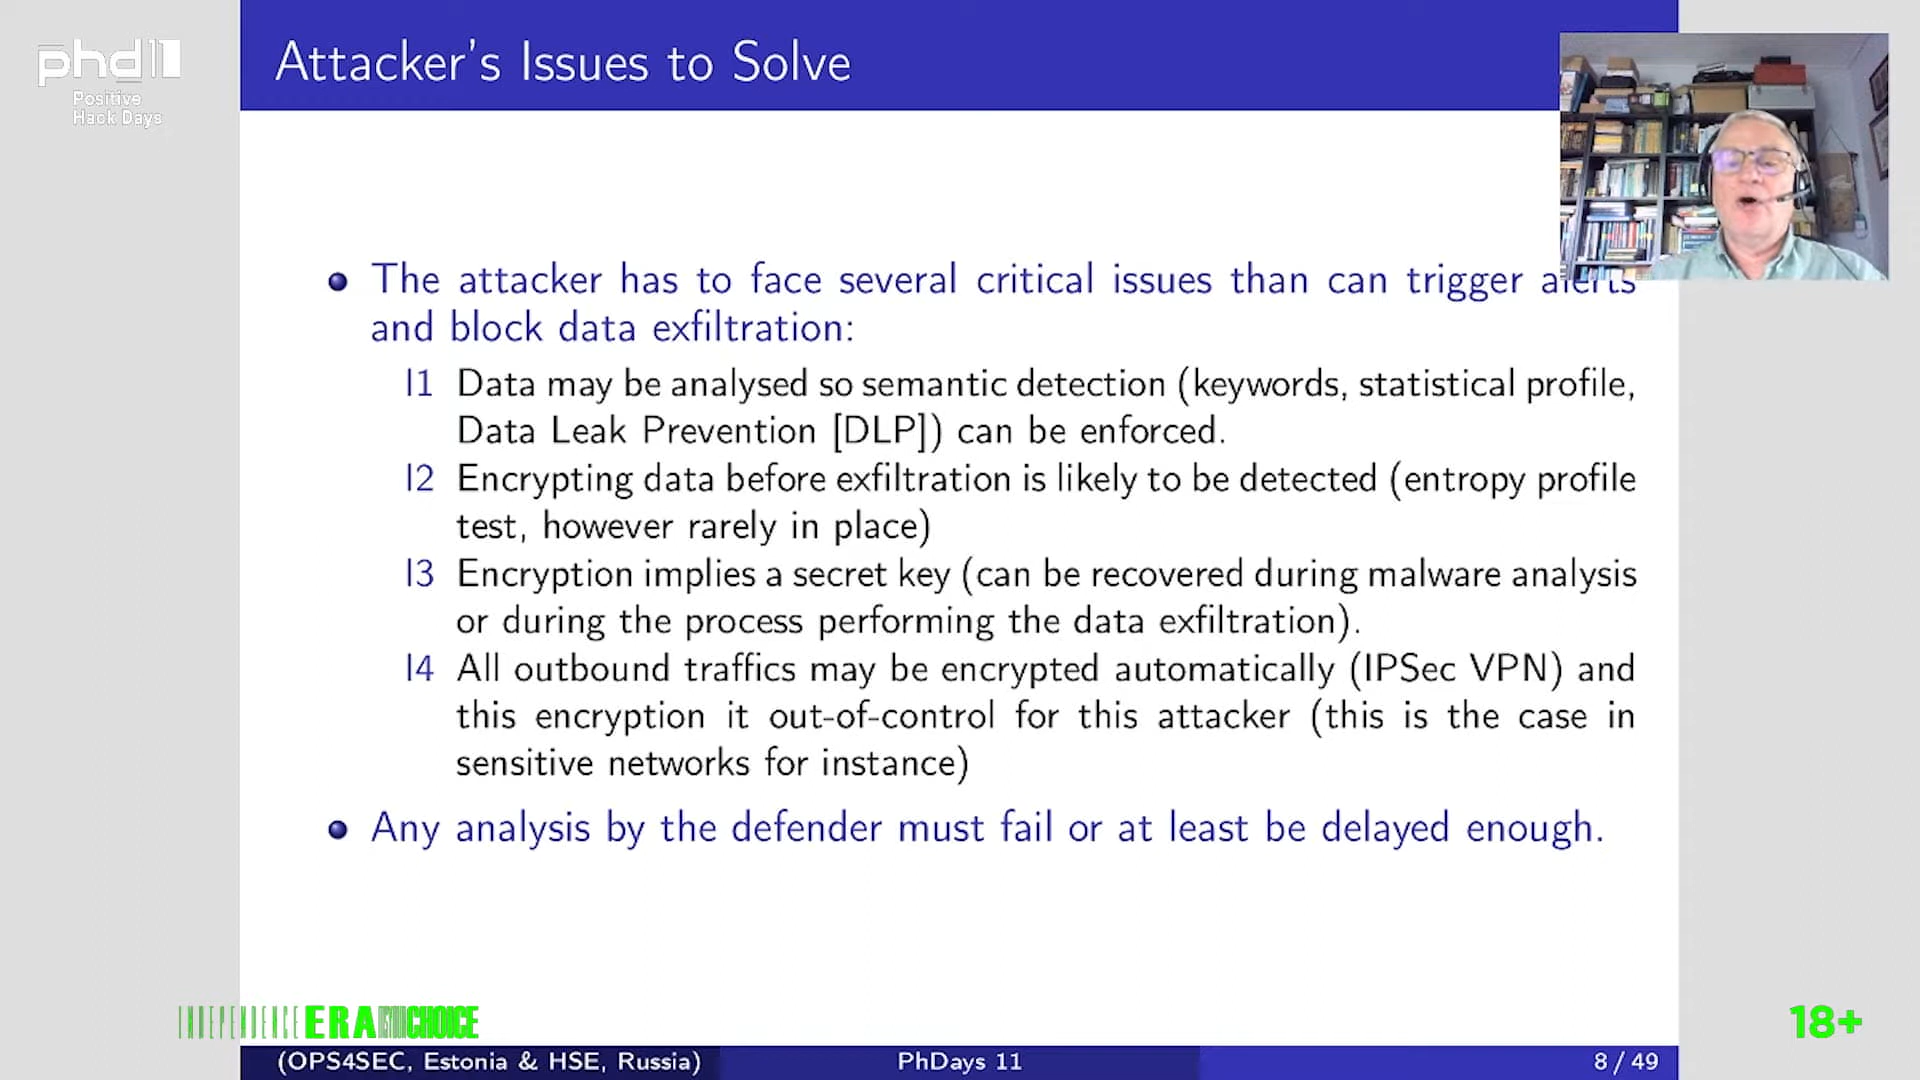 phd11
Positive
Hack Days
Attacker's Issues to Solve
The attacker has to face several critical issues than can trigger alerts
and block data exfiltration:
I1 Data may be analysed so semantic detection (keywords, statistical profile,
Data Leak Prevention [DLP]) can be enforced.
I2 Encrypting data before exfiltration is likely to be detected (entropy profile
test, however rarely in place)
I3 Encryption implies a secret key (can be recovered during malware analysis
or during the process performing the data exfiltration).
I4 All outbound traffics may be encrypted automatically (IPSec VPN) and
this encryption it out-of-control for this attacker (this is the case in
sensitive networks for instance)
Any analysis by the defender must fail or at least be delayed enough.
INDEPENDENCE ERA CHOICE
18+
(OPS4SEC, Estonia & HSE, Russia) PhDays 11 8 / 49